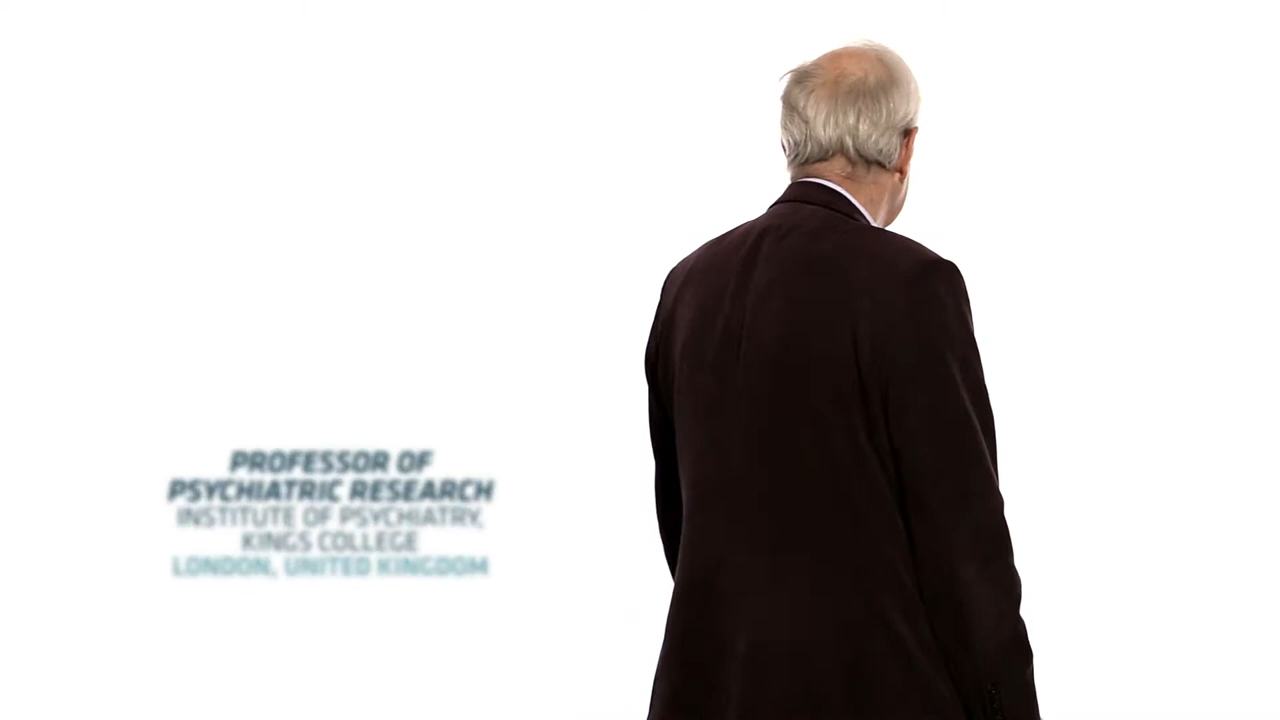 PROFESSOR OF
PSYCHIATRIC RESEARCH
INSTITUTE OF PSYCHIATRY,
KINGS COLLEGE
LONDON, UNITED KINGDOM